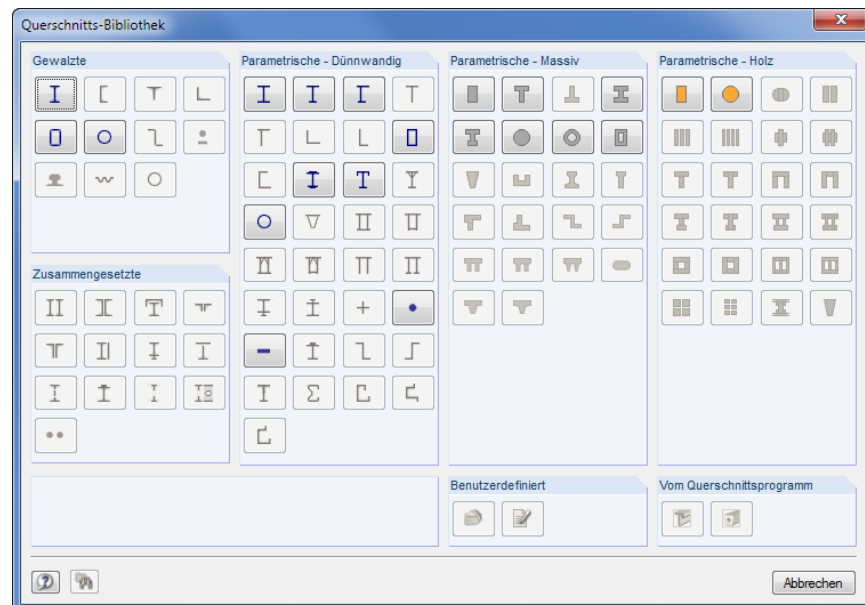 Querschnitts-Bibliothek
Gewalzte
Parametrische - Dünnwandig
Parametrische - Massiv
Parametrische - Holz
Zusammengesetzte
Benutzerdefiniert
Vom Querschnittsprogramm
Abbrechen